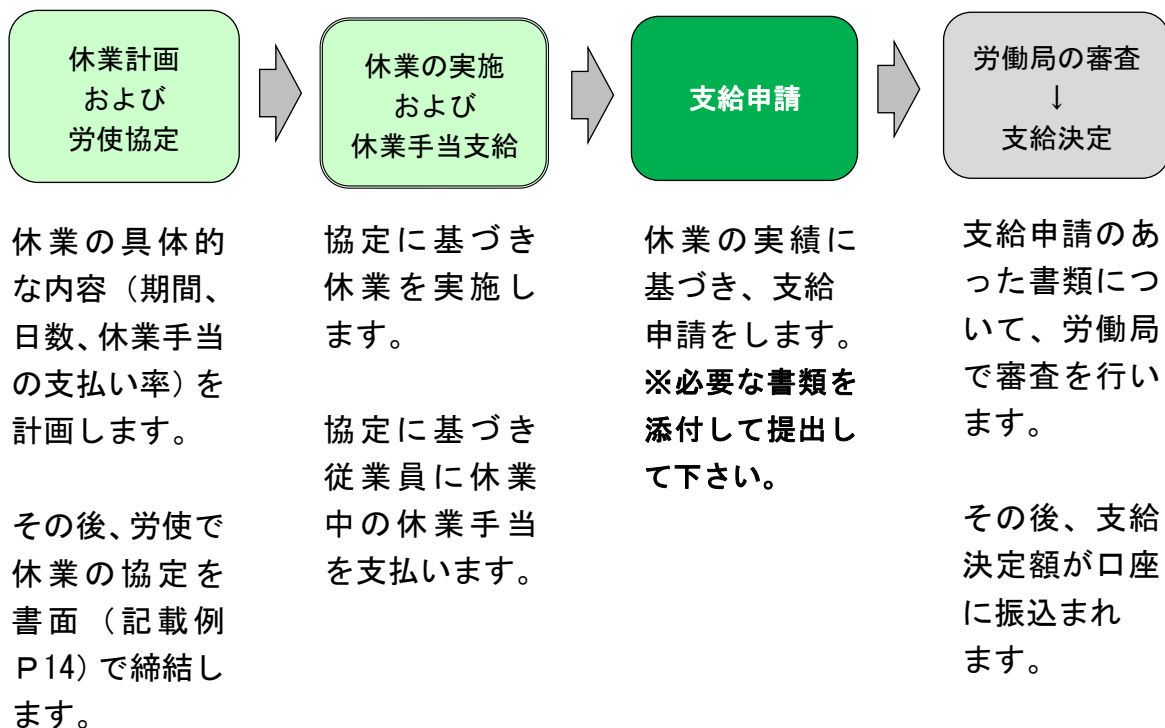 休業計画
および
労使協定
休業の実施
および
休業手当支給
支給申請
労働局の審査
↓
支給決定
休業の具体的
な内容（期間、
日数、休業手当
の支払い率）を
計画します。
その後、労使で
休業の協定を
書面（記載例
Ｐ14）で締結し
ます。
協定に基づき
休業を実施し
ます。
協定に基づき
従業員に休業
中の休業手当
を支払います。
休業の実績に
基づき、支給
申請をします。
※必要な書類を
添付して提出し
て下さい。
支給申請のあ
った書類につ
いて、労働局
で審査を行い
ます。
その後、支給
決定額が口座
に振込まれ
ます。